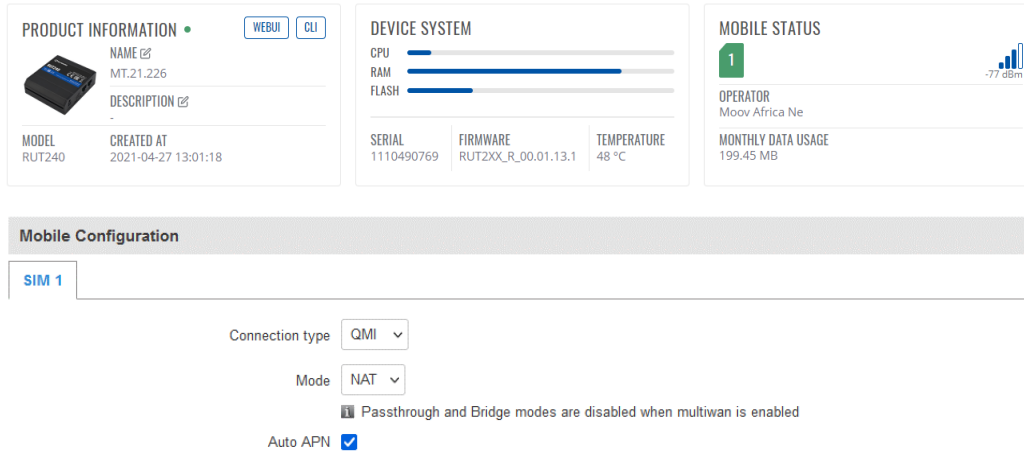 PRODUCT INFORMATION
WEBUI
CLI
NAME
MT.21.226
DESCRIPTION
-
MODEL
RUT240
CREATED AT
2021-04-27 13:01:18
DEVICE SYSTEM
CPU
RAM
FLASH
SERIAL
1110490769
FIRMWARE
RUT2XX_R_00.01.13.1
TEMPERATURE
48 °C
MOBILE STATUS
1
-77 dBm
OPERATOR
Moov Africa Ne
MONTHLY DATA USAGE
199.45 MB
Mobile Configuration
SIM 1
Connection type QMI
Mode NAT
Passthrough and Bridge modes are disabled when multiwan is enabled
Auto APN